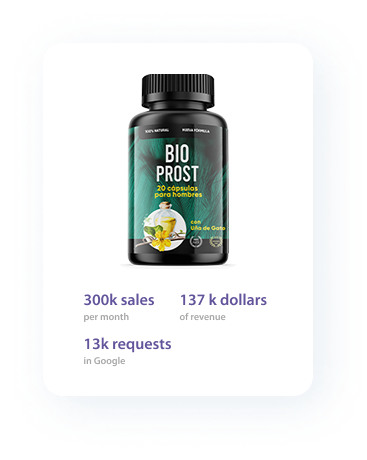 100% NATURAL NUEVA FÓRMULA
BIO
PROST
20 cápsulas
para hombres
con
Uña de Gato
300k sales 137 k dollars
per month of revenue
13k requests
in Google